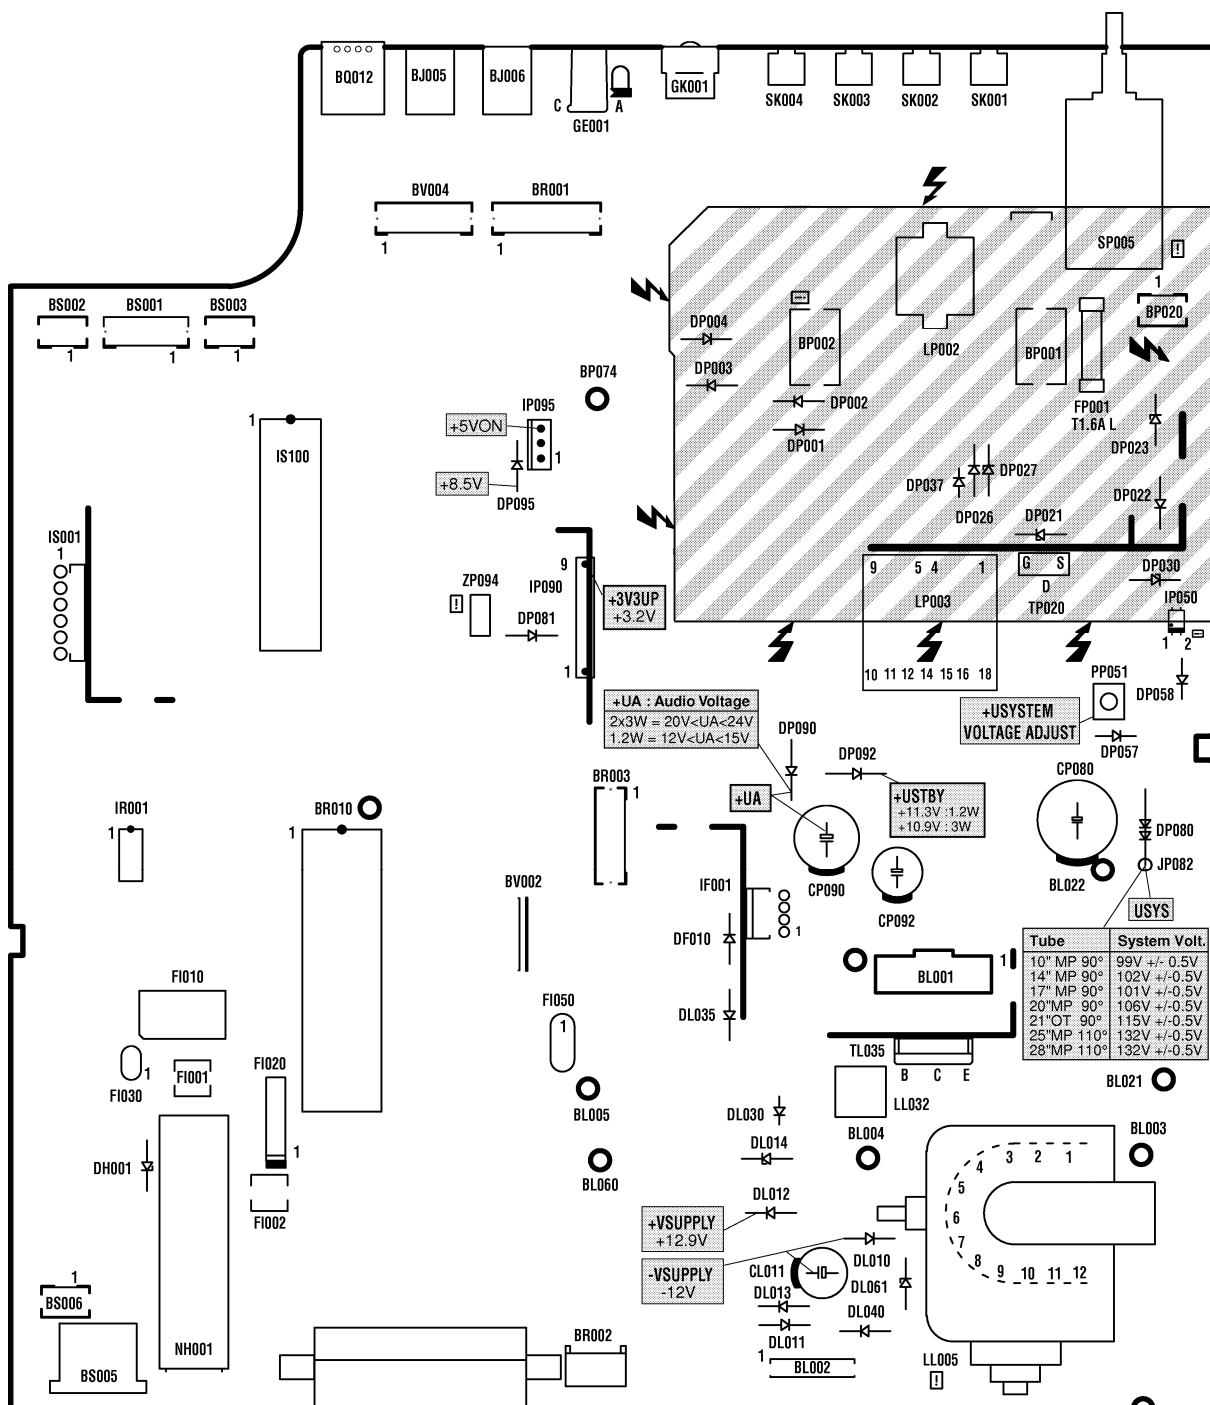 BQ012 BJ005 BJ006 C A GK001 SK004 SK003 SK002 SK001
GE001
BV004 BR001
1 1
SP005 !
1
BS002 BS001 BS003
1 1 1
BP020
DP004 BP002 LP002 BP001
DP003
BP074
DP002
FP001
T1.6A L
DP001
DP023
IP095
+5VON
1
+8.5V
DP095
1
IS100
DP037 DP027
DP026
DP022
DP021
IS001
1
9 5 4 1
G S
D
TP020
DP030
IP050
1 2
LP003
10 11 12 14 15 16 18
ZP094
!
DP081
9
IP090
1
+3V3UP
+3.2V
PP051
DP058
+USYSTEM
VOLTAGE ADJUST
DP057
+UA : Audio Voltage
2x3W = 20V<UA<24V
1.2W = 12V<UA<15V
DP090
DP092
+UA
+USTBY
+11.3V :1.2W
+10.9V : 3W
CP080
DP080
JP082
BL022
USYS
BR003
1
IR001
1
BR010
1
CP090
CP092
BV002
IF001
1
DF010
DL035
BL001
1
Tube System Volt.
10" MP 90° 99V +/- 0.5V
14" MP 90° 102V +/-0.5V
17" MP 90° 101V +/-0.5V
20"MP 90° 106V +/-0.5V
21"OT 90° 115V +/-0.5V
25"MP 110° 132V +/-0.5V
28"MP 110° 132V +/-0.5V
FI010
FI050
1
FI030
1
FI001
FI020
1
TL035
B C E
LL032
BL021
BL005
DL030
BL004
BL003
DL014
DH001
BL060
FI002
DL012
+VSUPPLY
+12.9V
-VSUPPLY
-12V
DL010
CL011
DL061
DL013
DL040
DL011
1 2 3 4 5 6 7 8 9 10 11 12
1
BS006
BS005
NH001
BR002
1
BL002
LL005
!